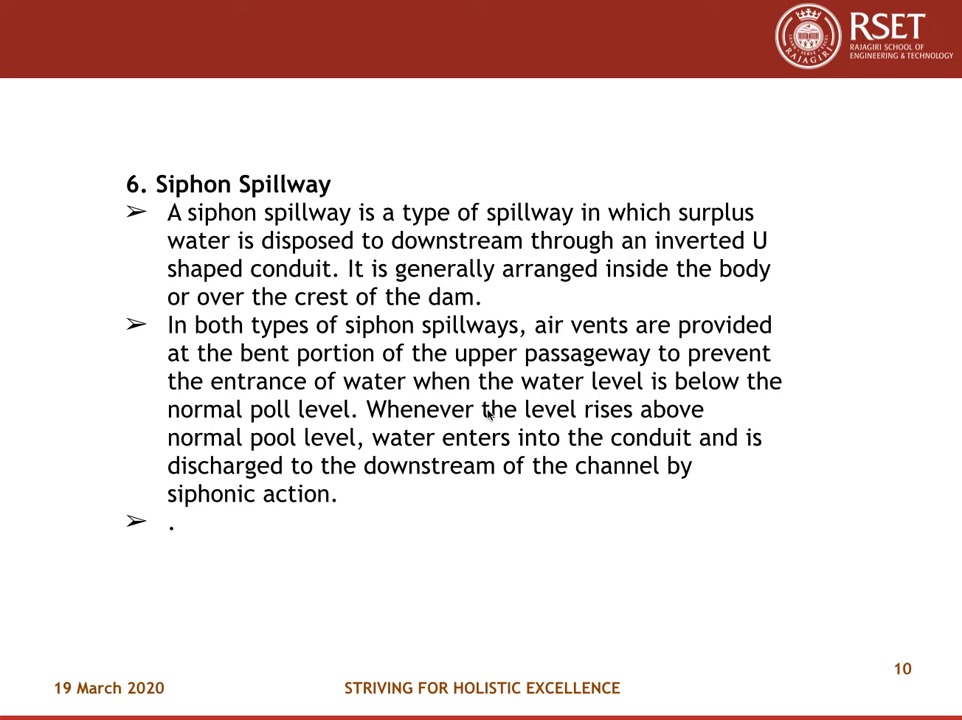 RSET
RAJAGIRI SCHOOL OF
ENGINEERING & TECHNOLOGY
RAJAGIRI
6. Siphon Spillway
➢ A siphon spillway is a type of spillway in which surplus
water is disposed to downstream through an inverted U
shaped conduit. It is generally arranged inside the body
or over the crest of the dam.
➢ In both types of siphon spillways, air vents are provided
at the bent portion of the upper passageway to prevent
the entrance of water when the water level is below the
normal poll level. Whenever the level rises above
normal pool level, water enters into the conduit and is
discharged to the downstream of the channel by
siphonic action.
➢ .
10
19 March 2020
STRIVING FOR HOLISTIC EXCELLENCE